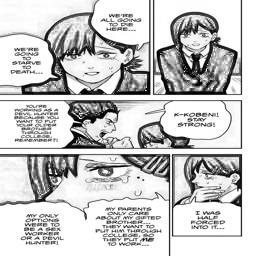 WE'RE
ALL GOING
TO DIE
HERE....
WE'RE
GOING
TO STARVE
TO
DEATH....
YOU'RE
WORKING AS A
DEVIL HUNTER
BECAUSE YOU
WANT TO PUT
YOUR OLDER
BROTHER
THROUGH
COLLEGE,
REMEMBER?!
K-KOBENI!
STAY
STRONG!
MY PARENTS
ONLY CARE
ABOUT MY GIFTED
BROTHER....
THEY WANT TO
PUT HIM THROUGH
COLLEGE, SO
THEY PUT ME
TO WORK....
MY ONLY
OPTIONS
WERE TO
BE A SEX
WORKER
OR A DEVIL
HUNTER!
I WAS
HALF
FORCED
INTO IT....